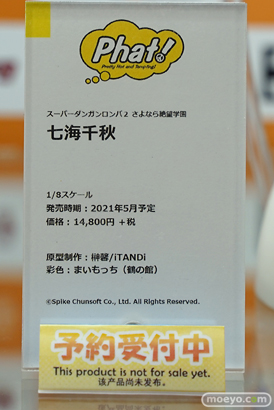 Phat!
Pretty Hot and Tempting!
スーパーダンガンロンパ2 さよなら絶望学園
七海千秋
1/8スケール
発売時期：2021年5月予定
価格：14,800円 +税
原型制作：榊馨/iTANDi
彩色：まいもっち（鶴の館）
©Spike Chunsoft Co., Ltd. All Rights Reserved.
予約受付中
This product is not for sale yet.
该产品尚未发布。
moeyo.com